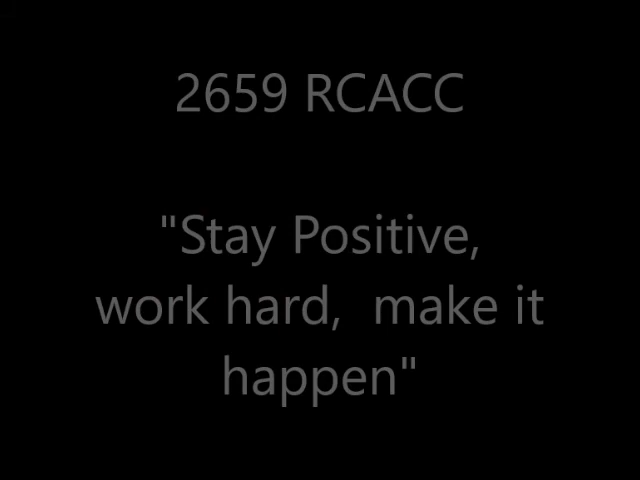 2659 RCACC
"Stay Positive,
work hard,  make it
happen"